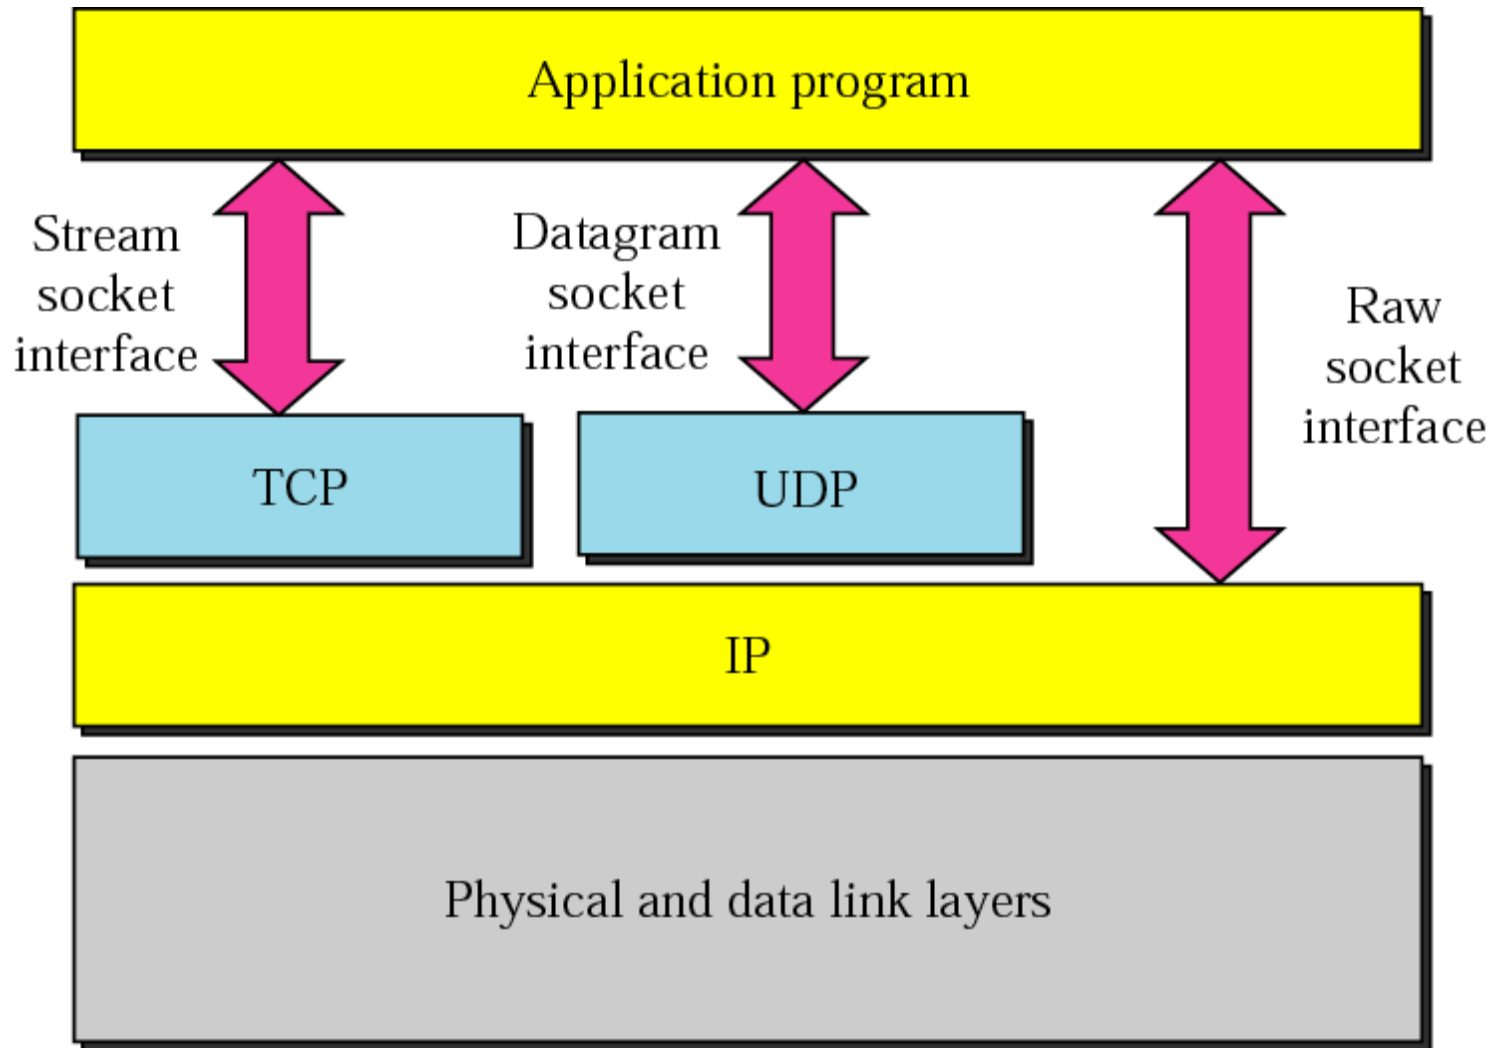 Application program
Stream
socket
interface
Datagram
socket
interface
Raw
socket
interface
TCP
UDP
IP
Physical and data link layers